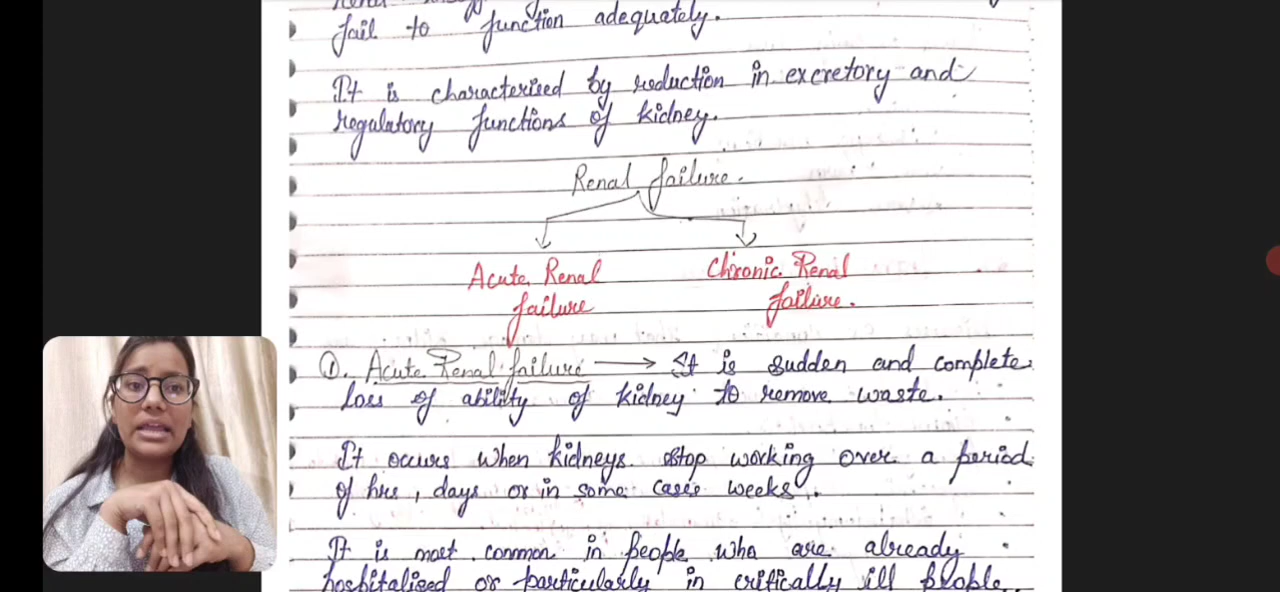 fail to function adequately.
It is characterized by reduction in excretory and
regulatory functions of kidney.
Renal failure.
Acute Renal
failure
Chronic Renal
failure.
①. Acute Renal failure → It is sudden and complete
loss of ability of kidney to remove waste.
It occurs when kidneys stop working over a period
of hrs, days or in some cases weeks.
It is most common in people who are already
hospitalised or particularly in critically ill people.